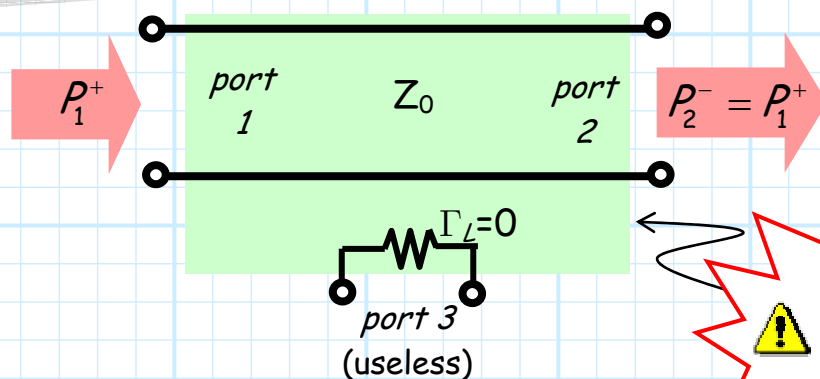 P₁⁺
port
1
Z₀
port
2
P₂⁻ = P₁⁺
Γ_L=0
port 3
(useless)
!